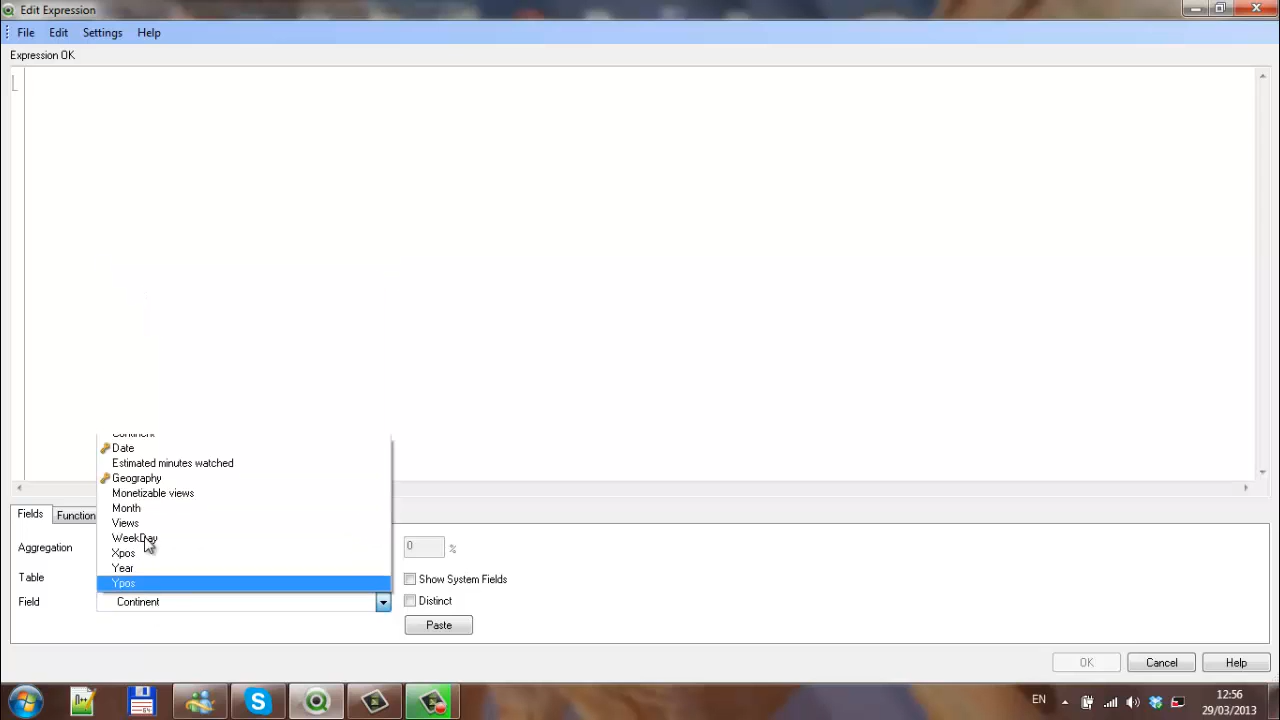 Edit Expression
File Edit Settings Help
Expression OK
Continent
Date
Estimated minutes watched
Geography
Monetizable views
Month
Views
WeekDay
Xpos
Year
Ypos
Fields Function
Aggregation 0 %
Table Show System Fields
Field Continent Distinct
Paste
OK Cancel Help
EN 12:56
29/03/2013